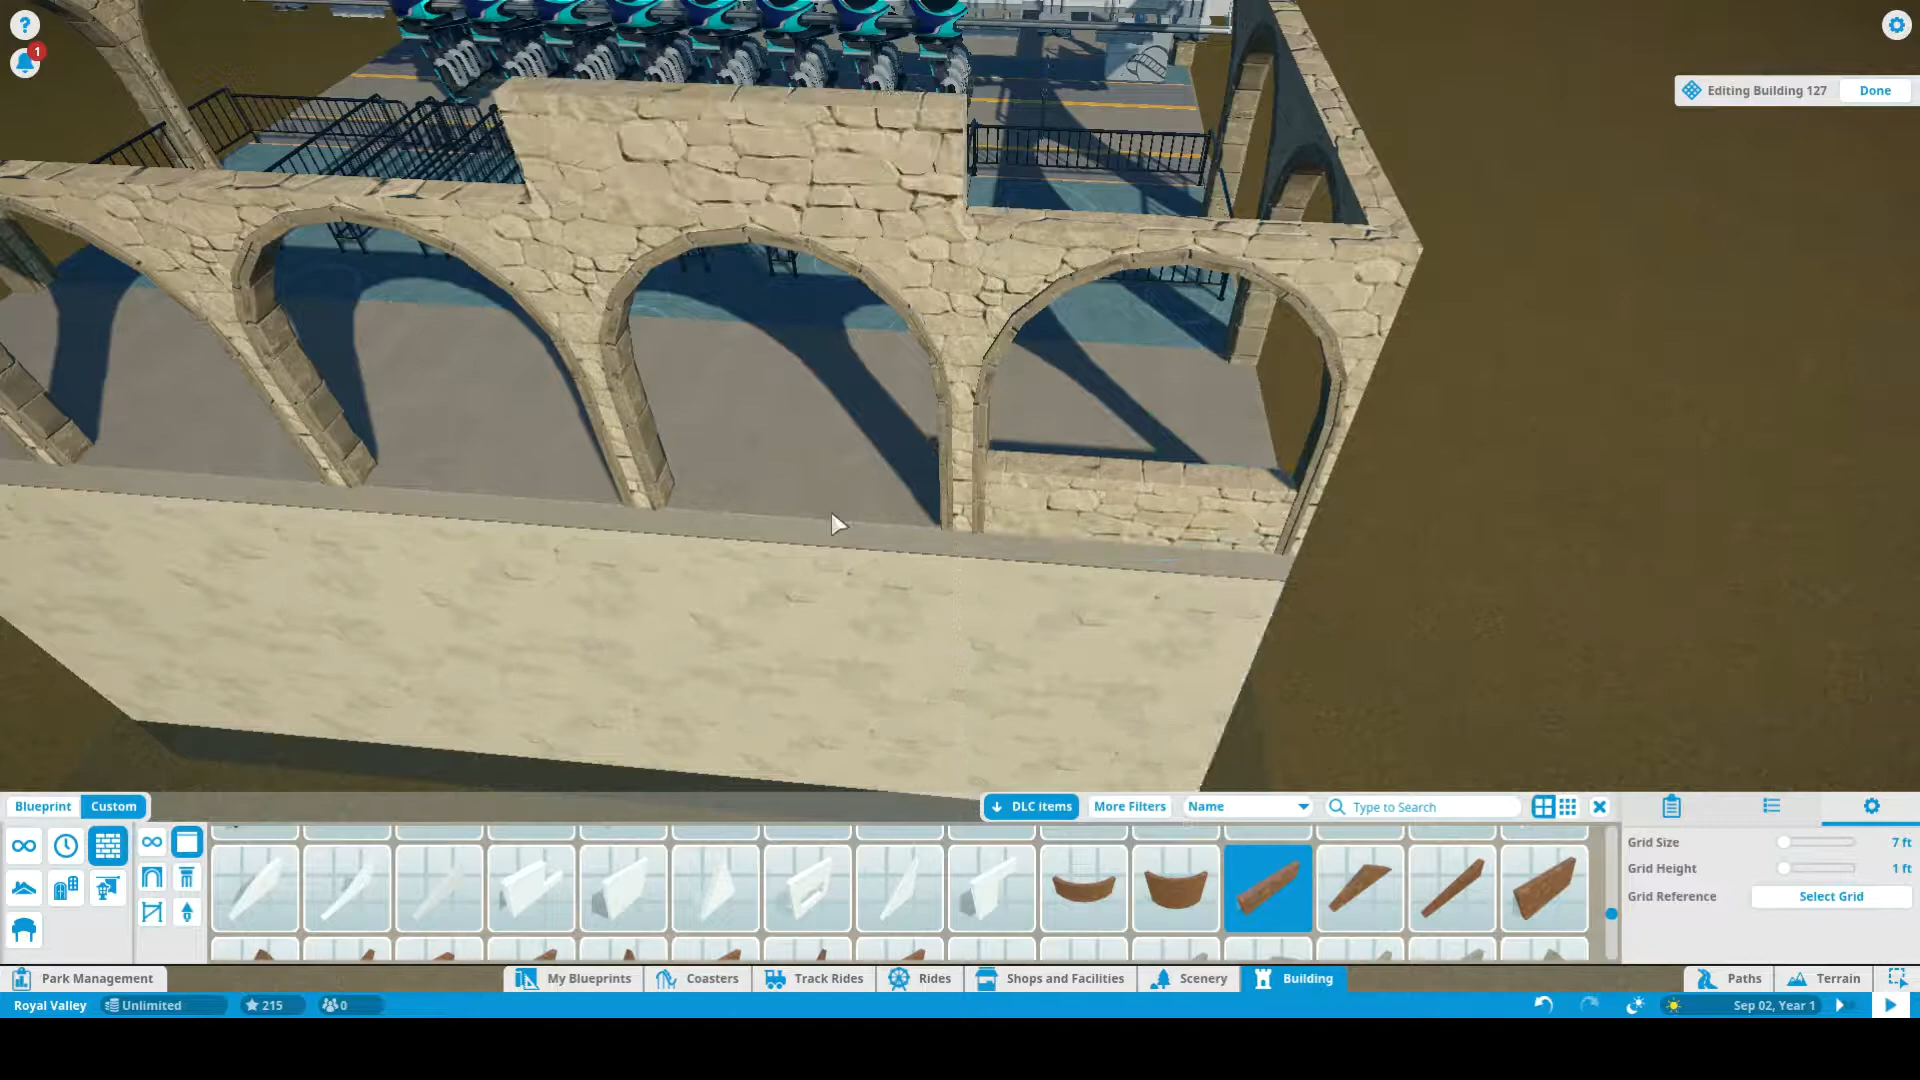 ?
1
Editing Building 127
Done
Blueprint
Custom
DLC items
More Filters
Name
Type to Search
Grid Size
7 ft
Grid Height
1 ft
Grid Reference
Select Grid
Park Management
My Blueprints
Coasters
Track Rides
Rides
Shops and Facilities
Scenery
Building
Paths
Terrain
Royal Valley
Unlimited
215
0
Sep 02, Year 1